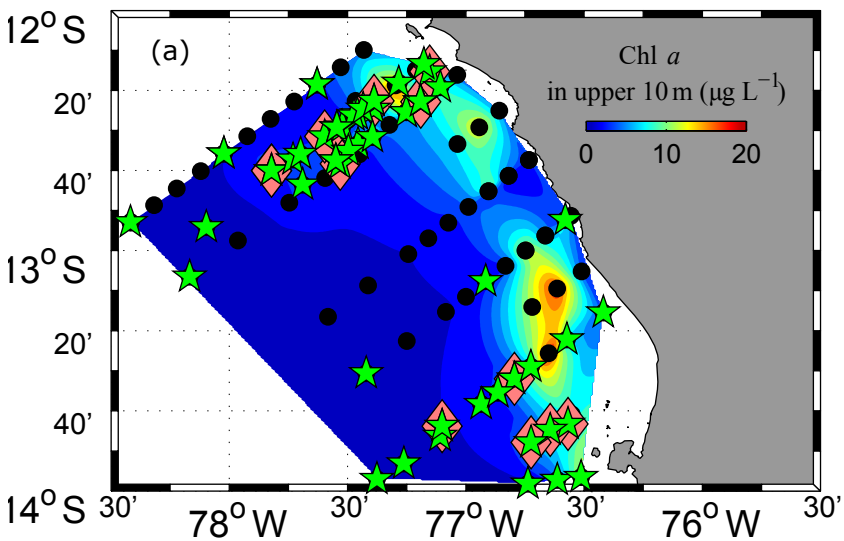 12° S
(a)
Chl a
in upper 10 m (μg L⁻¹)
0 10 20
20'
40'
13° S
20'
40'
14° S
30' 78° W 30' 77° W 30' 76° W 30'